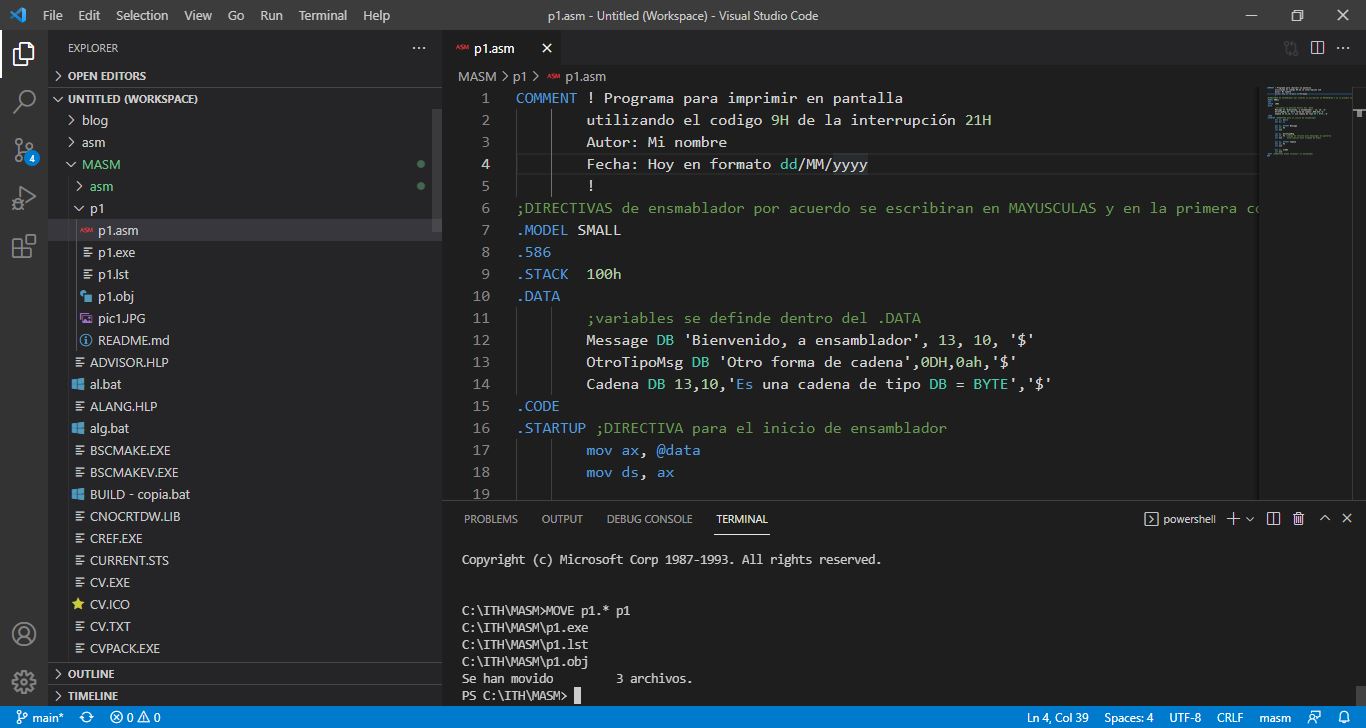 File Edit Selection View Go Run Terminal Help
p1.asm - Untitled (Workspace) - Visual Studio Code
EXPLORER
OPEN EDITORS
UNTITLED (WORKSPACE)
blog
asm
MASM
asm
p1
ASM p1.asm
p1.exe
p1.lst
p1.obj
pic1.JPG
README.md
ADVISOR.HLP
al.bat
ALANG.HLP
alg.bat
BSCMAKE.EXE
BSCMAKEV.EXE
BUILD - copia.bat
CNOCRTDW.LIB
CREF.EXE
CURRENT.STS
CV.EXE
CV.ICO
CV.TXT
CVPACK.EXE
OUTLINE
TIMELINE
4
ASM p1.asm
MASM > p1 > ASM p1.asm
1 COMMENT ! Programa para imprimir en pantalla
2 utilizando el codigo 9H de la interrupción 21H
3 Autor: Mi nombre
4 Fecha: Hoy en formato dd/MM/yyyy
5 !
6 ;DIRECTIVAS de ensmablador por acuerdo se escribiran en MAYUSCULAS y en la primera
7 .MODEL SMALL
8 .586
9 .STACK 100h
10 .DATA
11 ;variables se definde dentro del .DATA
12 Message DB 'Bienvenido, a ensamblador', 13, 10, '$'
13 OtroTipoMsg DB 'Otro forma de cadena',0DH,0ah,'$'
14 Cadena DB 13,10,'Es una cadena de tipo DB = BYTE','$'
15 .CODE
16 .STARTUP ;DIRECTIVA para el inicio de ensamblador
17 mov ax, @data
18 mov ds, ax
19
PROBLEMS OUTPUT DEBUG CONSOLE TERMINAL
powershell
Copyright (c) Microsoft Corp 1987-1993. All rights reserved.
C:\ITH\MASM>MOVE p1.* p1
C:\ITH\MASM\p1.exe
C:\ITH\MASM\p1.lst
C:\ITH\MASM\p1.obj
Se han movido 3 archivos.
PS C:\ITH\MASM>
main* 0 0
Ln 4, Col 39 Spaces: 4 UTF-8 CRLF masm